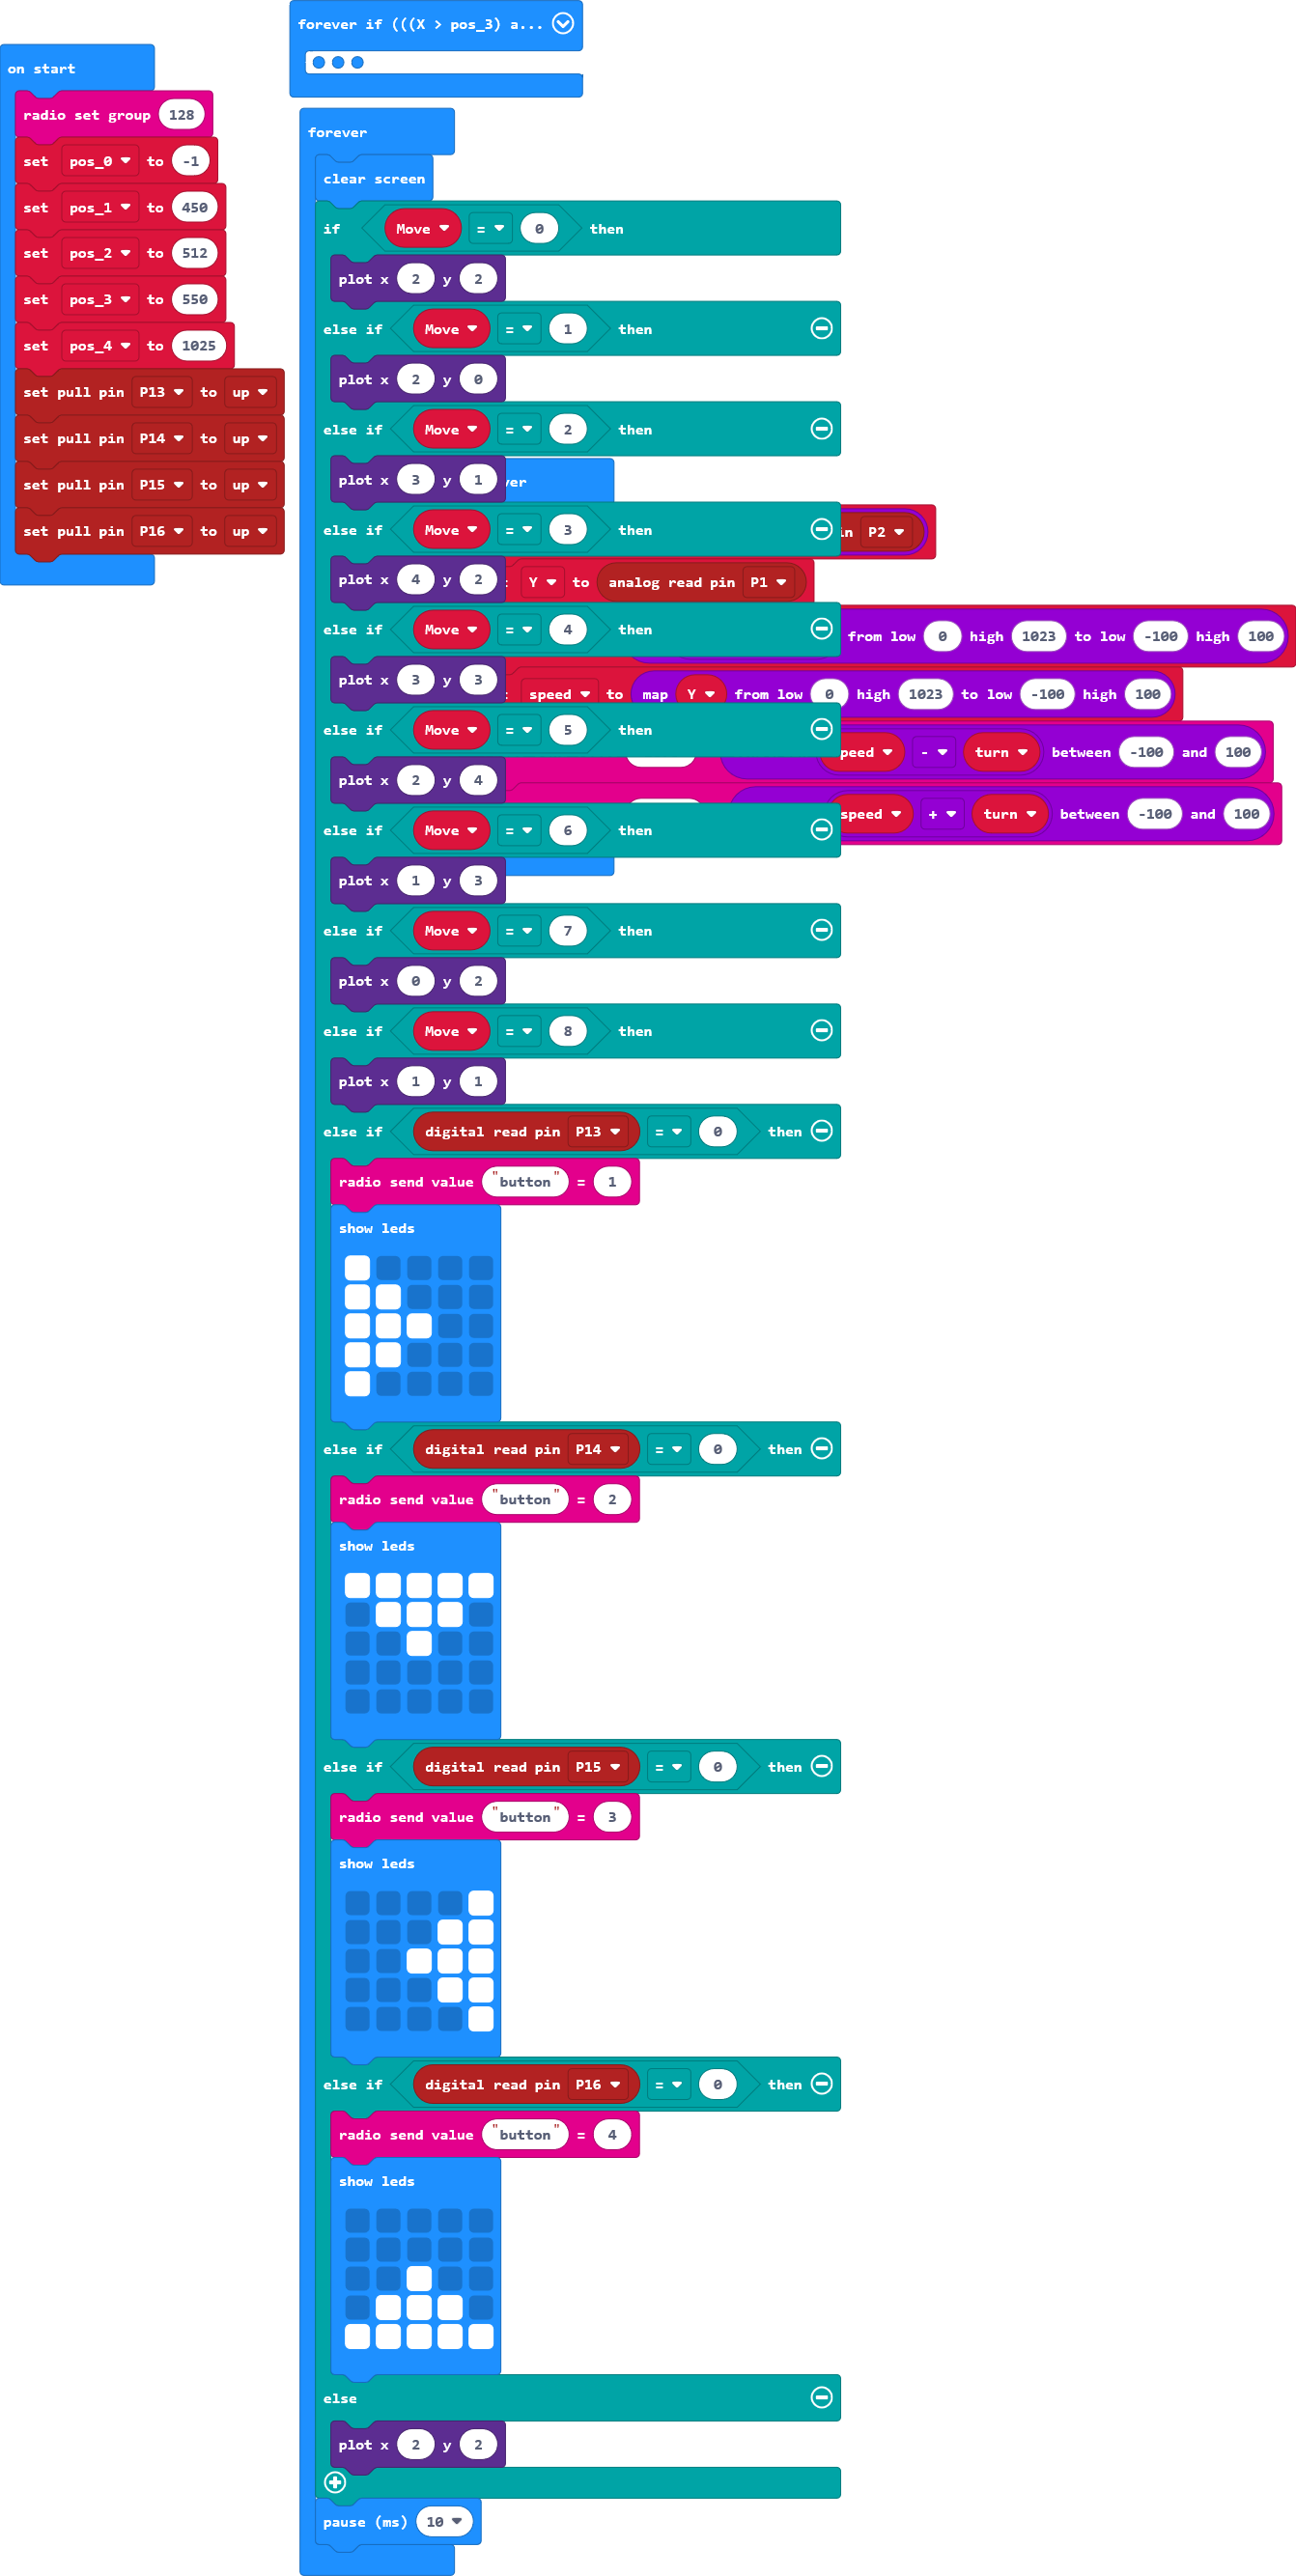 forever if (((X > pos_3) a...
on start
radio set group 128
set pos_0 to -1
set pos_1 to 450
set pos_2 to 512
set pos_3 to 550
set pos_4 to 1025
set pull pin P13 to up
set pull pin P14 to up
set pull pin P15 to up
set pull pin P16 to up
forever
clear screen
if Move = 0 then
plot x 2 y 2
else if Move = 1 then
plot x 2 y 0
else if Move = 2 then
plot x 3 y 1
else if Move = 3 then
plot x 4 y 2
else if Move = 4 then
plot x 3 y 3
else if Move = 5 then
plot x 2 y 4
else if Move = 6 then
plot x 1 y 3
else if Move = 7 then
plot x 0 y 2
else if Move = 8 then
plot x 1 y 1
else if digital read pin P13 = 0 then
radio send value "button" = 1
show leds
else if digital read pin P14 = 0 then
radio send value "button" = 2
show leds
else if digital read pin P15 = 0 then
radio send value "button" = 3
show leds
else if digital read pin P16 = 0 then
radio send value "button" = 4
show leds
else
plot x 2 y 2
pause (ms) 10
ver
in P2
Y to analog read pin P1
from low 0 high 1023 to low -100 high 100
speed to map Y from low 0 high 1023 to low -100 high 100
peed - turn between -100 and 100
speed + turn between -100 and 100